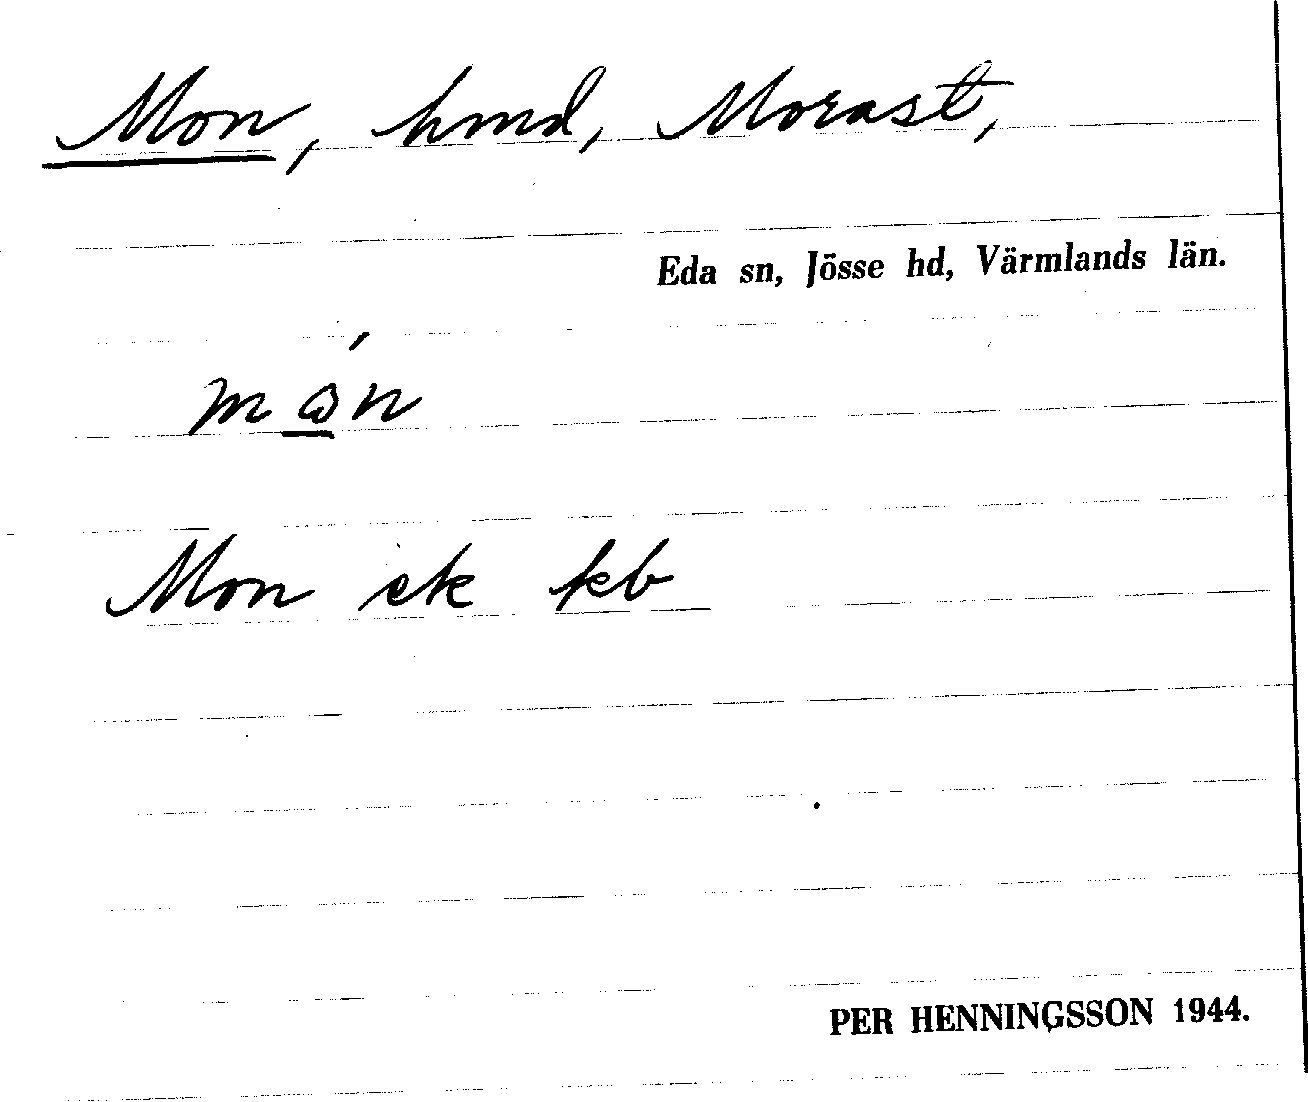 Mon, hmd, Morast,
Eda sn, Jösse hd, Värmlands län.
mån
Mon ek kb
PER HENNINGSSON 1944.